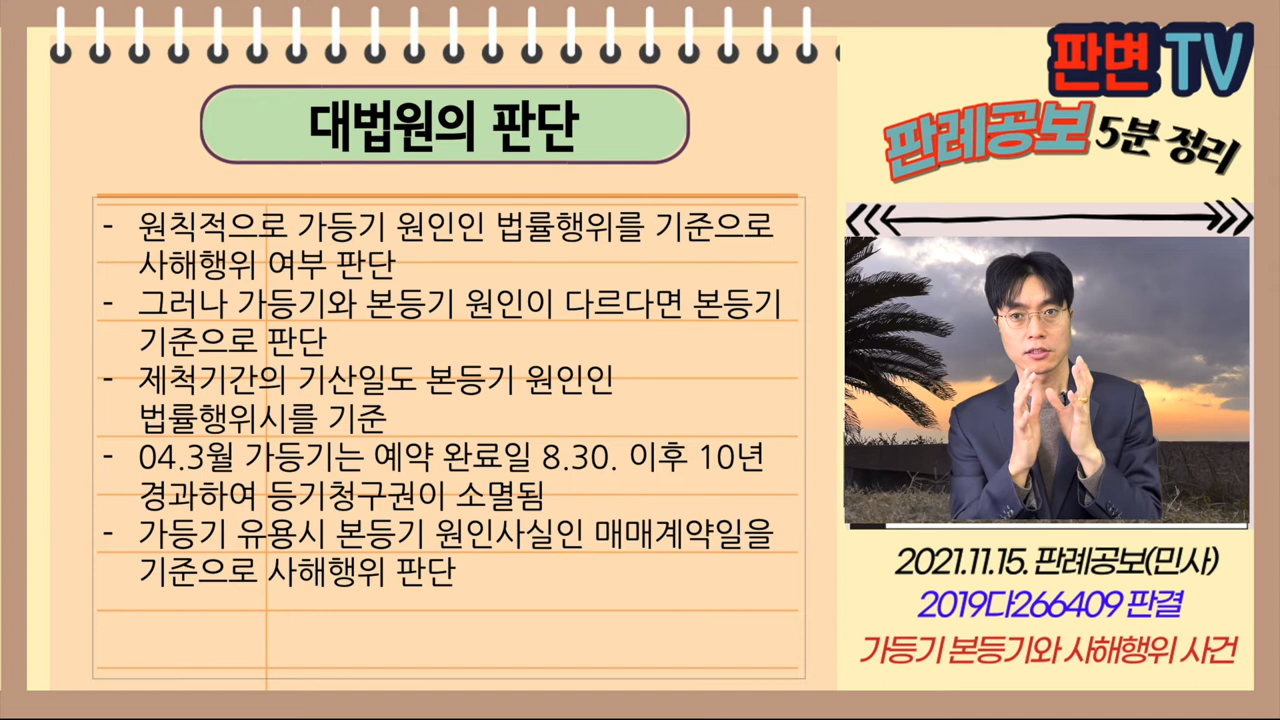 대법원의 판단
- 원칙적으로 가등기 원인인 법률행위를 기준으로
사해행위 여부 판단
- 그러나 가등기와 본등기 원인이 다르다면 본등기
기준으로 판단
- 제척기간의 기산일도 본등기 원인인
법률행위시를 기준
- 04.3월 가등기는 예약 완료일 8.30. 이후 10년
경과하여 등기청구권이 소멸됨
- 가등기 유용시 본등기 원인사실인 매매계약일을
기준으로 사해행위 판단
판변 TV
판례공보 5분 정리
2021.11.15. 판례공보(민사)
2019다266409 판결
가등기 본등기와 사해행위 사건